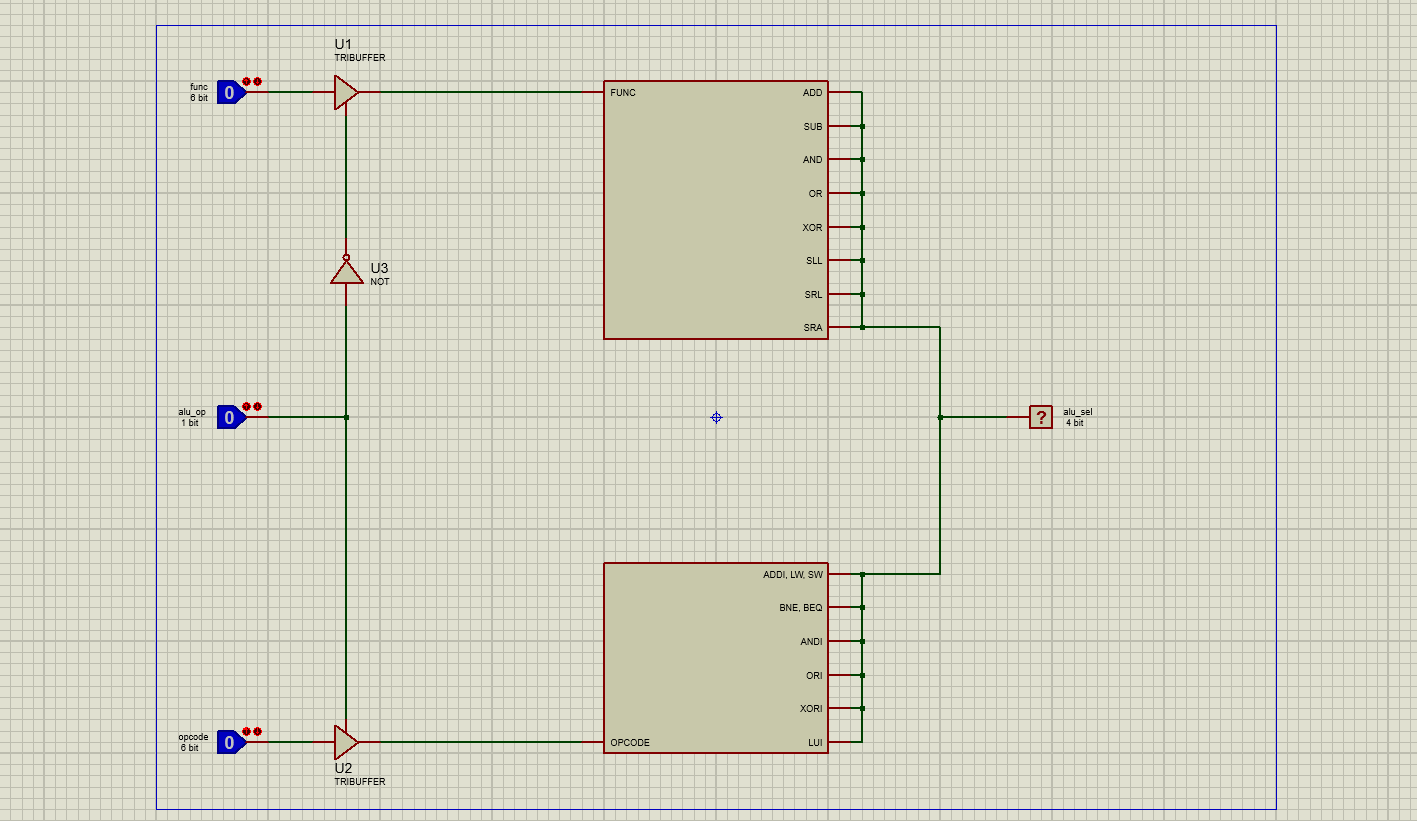 U1
TRIBUFFER
func
6 bit
0
FUNC
ADD
SUB
AND
OR
XOR
SLL
SRL
SRA
U3
NOT
alu_op
1 bit
0
?
alu_sel
4 bit
ADDI, LW, SW
BNE, BEQ
ANDI
ORI
XORI
LUI
opcode
6 bit
0
OPCODE
U2
TRIBUFFER